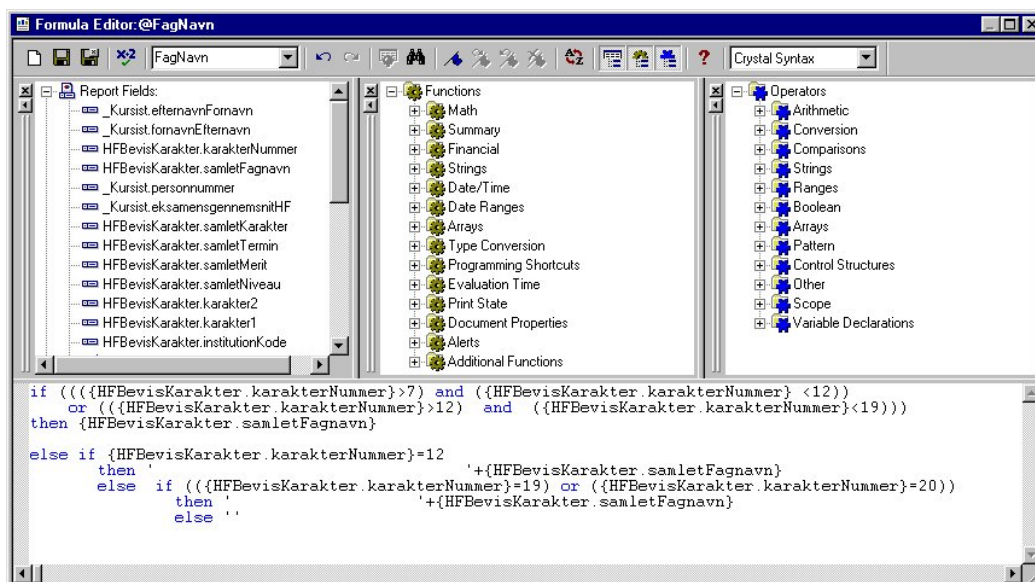 Formula Editor:@FagNavn
x+2 FagNavn A Z ? Crystal Syntax
Report Fields:
_Kursist.efternavnFornavn
_Kursist.fornavnEfternavn
HFBevisKarakter.karakterNummer
HFBevisKarakter.samletFagnavn
_Kursist.personnummer
_Kursist.eksamensgennemsnitHF
HFBevisKarakter.samletKarakter
HFBevisKarakter.samletTermin
HFBevisKarakter.samletMerit
HFBevisKarakter.samletNiveau
HFBevisKarakter.karakter2
HFBevisKarakter.karakter1
HFBevisKarakter.institutionKode
Functions
Math
Summary
Financial
Strings
Date/Time
Date Ranges
Arrays
Type Conversion
Programming Shortcuts
Evaluation Time
Print State
Document Properties
Alerts
Additional Functions
Operators
Arithmetic
Conversion
Comparisons
Strings
Ranges
Boolean
Arrays
Pattern
Control Structures
Other
Scope
Variable Declarations
if ((({HFBevisKarakter.karakterNummer}>7) and ({HFBevisKarakter.karakterNummer} <12))
or (({HFBevisKarakter.karakterNummer}>12) and ({HFBevisKarakter.karakterNummer}<19)))
then {HFBevisKarakter.samletFagnavn}
else if {HFBevisKarakter.karakterNummer}=12
then ' '+{HFBevisKarakter.samletFagnavn}
else if (({HFBevisKarakter.karakterNummer}=19) or ({HFBevisKarakter.karakterNummer}=20))
then ' '+{HFBevisKarakter.samletFagnavn}
else ''